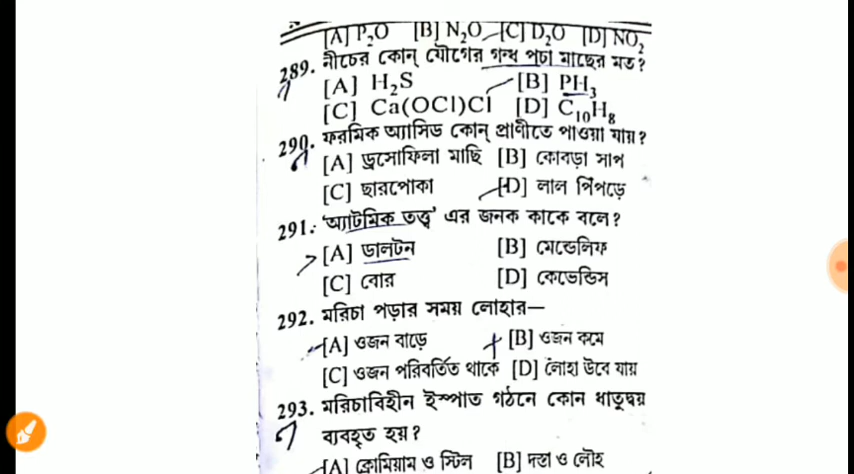 [A] P₂O [B] N₂O [C] D₂O [D] NO₂
289. নীচের কোন্ যৌগের গন্ধ পচা মাছের মত?
[A] H₂S [B] PH₃
[C] Ca(OCl)Cl [D] C₁₀H₈
290. ফরমিক অ্যাসিড কোন্ প্রাণীতে পাওয়া যায়?
[A] ড্রসোফিলা মাছি [B] কোবড়া সাপ
[C] ছারপোকা [D] লাল পিঁপড়ে
291. 'অ্যাটমিক তত্ত্ব' এর জনক কাকে বলে?
[A] ডালটন [B] মেন্ডেলিফ
[C] বোর [D] কেভেন্ডিস
292. মরিচা পড়ার সময় লোহার—
[A] ওজন বাড়ে [B] ওজন কমে
[C] ওজন পরিবর্তিত থাকে [D] লোহা উবে যায়
293. মরিচাবিহীন ইস্পাত গঠনে কোন ধাতুদ্বয়
ব্যবহৃত হয়?
[A] ক্রোমিয়াম ও স্টিল [B] দস্তা ও লৌহ